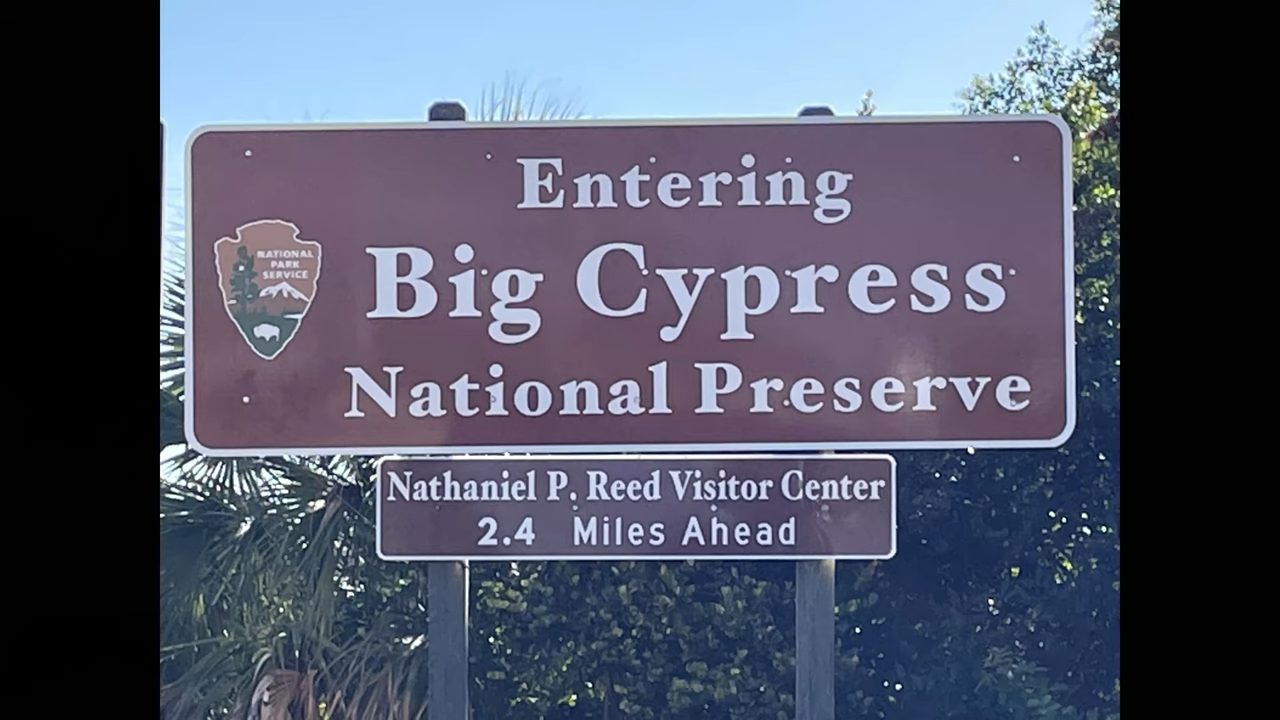 Entering
NATIONAL
PARK
SERVICE
Big Cypress
National Preserve
Nathaniel P. Reed Visitor Center
2.4 Miles Ahead